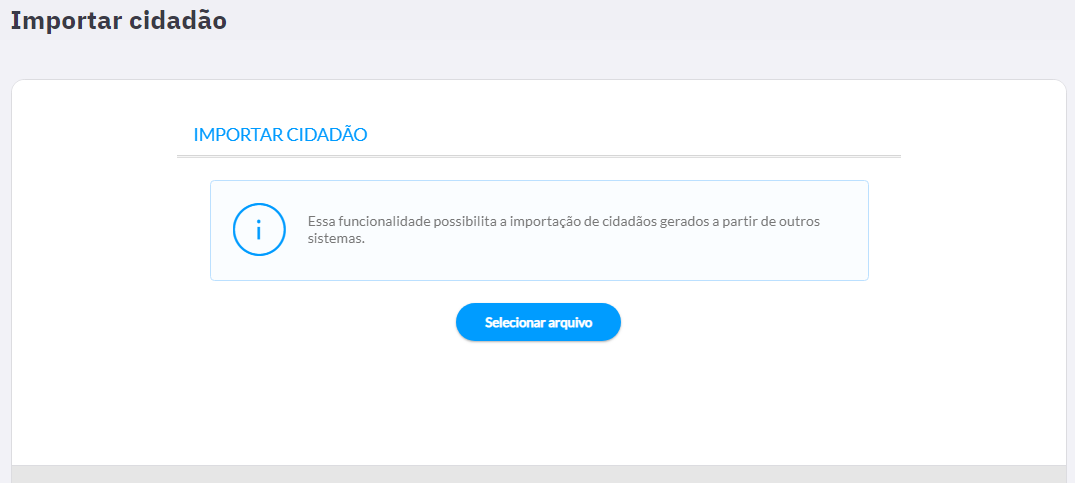 Importar cidadão
IMPORTAR CIDADÃO
Essa funcionalidade possibilita a importação de cidadãos gerados a partir de outros
sistemas.
Selecionar arquivo